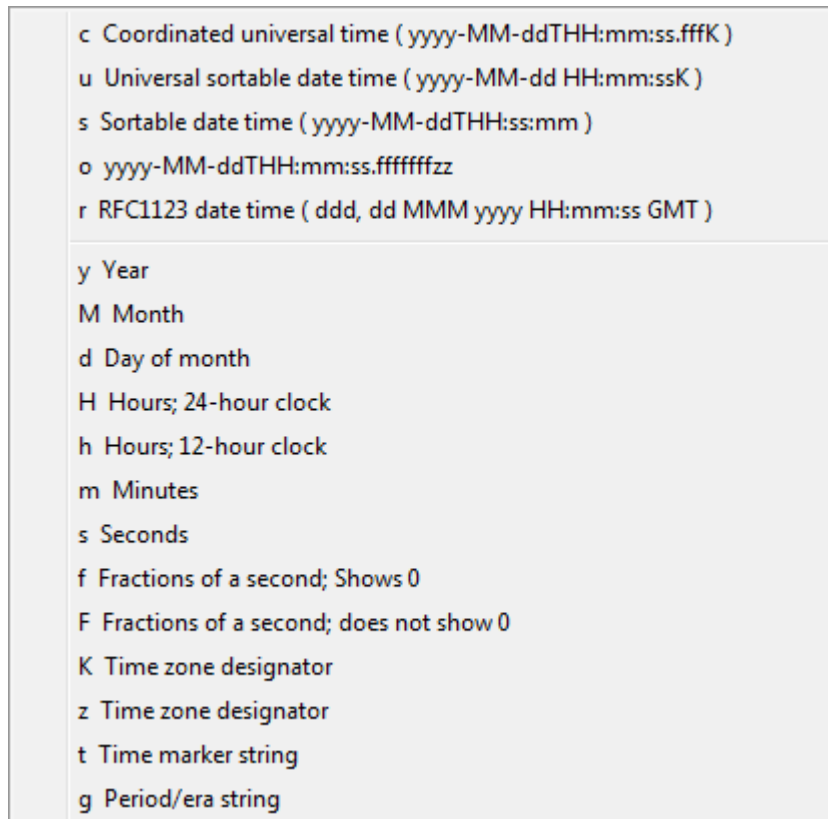 c Coordinated universal time ( yyyy-MM-ddTHH:mm:ss.fffK )
u Universal sortable date time ( yyyy-MM-dd HH:mm:ssK )
s Sortable date time ( yyyy-MM-ddTHH:ss:mm )
o yyyy-MM-ddTHH:mm:ss.fffffffzz
r RFC1123 date time ( ddd, dd MMM yyyy HH:mm:ss GMT )
y Year
M Month
d Day of month
H Hours; 24-hour clock
h Hours; 12-hour clock
m Minutes
s Seconds
f Fractions of a second; Shows 0
F Fractions of a second; does not show 0
K Time zone designator
z Time zone designator
t Time marker string
g Period/era string